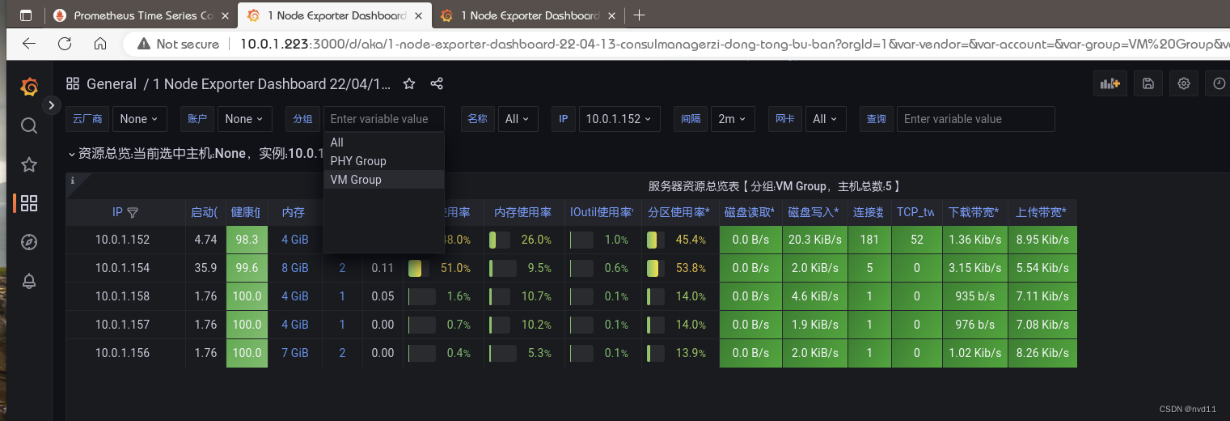 Prometheus Time Series Co
1 Node Exporter Dashboard
1 Node Exporter Dashboard
Not secure
10.0.1.223:3000/d/aka/1-node-exporter-dashboard-22-04-13-consulmanagerzi-dong-tong-bu-ban?orgId=1&var-vendor=&var-account=&var-group=VM%20Group&v
General / 1 Node Exporter Dashboard 22/04/1...
云厂商 None 账户 None 分组 Enter variable value 名称 All IP 10.0.1.152 间隔 2m 网卡 All 查询 Enter variable value
All
PHY Group
VM Group
资源总览:当前选中主机:None，实例:10.0.1
服务器资源总览表【分组:VM Group，主机总数:5】
IP 启动( 健康 内存 使用率 内存使用率 IOutil使用率 分区使用率* 磁盘读取* 磁盘写入* 连接 TCP_tw 下载带宽* 上传带宽*
10.0.1.152 4.74 98.3 4 GiB 8.0% 26.0% 1.0% 45.4% 0.0 B/s 20.3 KiB/s 181 52 1.36 Kib/s 8.95 Kib/s
10.0.1.154 35.9 99.6 8 GiB 2 0.11 51.0% 9.5% 0.6% 53.8% 0.0 B/s 2.0 KiB/s 5 0 3.15 Kib/s 5.54 Kib/s
10.0.1.158 1.76 100.0 4 GiB 1 0.05 1.6% 10.7% 0.1% 14.0% 0.0 B/s 4.6 KiB/s 1 0 935 b/s 7.11 Kib/s
10.0.1.157 1.76 100.0 4 GiB 1 0.00 0.7% 10.2% 0.1% 14.0% 0.0 B/s 1.9 KiB/s 1 0 976 b/s 7.08 Kib/s
10.0.1.156 1.76 100.0 7 GiB 2 0.00 0.4% 5.3% 0.1% 13.9% 0.0 B/s 2.0 KiB/s 1 0 1.02 Kib/s 8.26 Kib/s
CSDN @nvd11